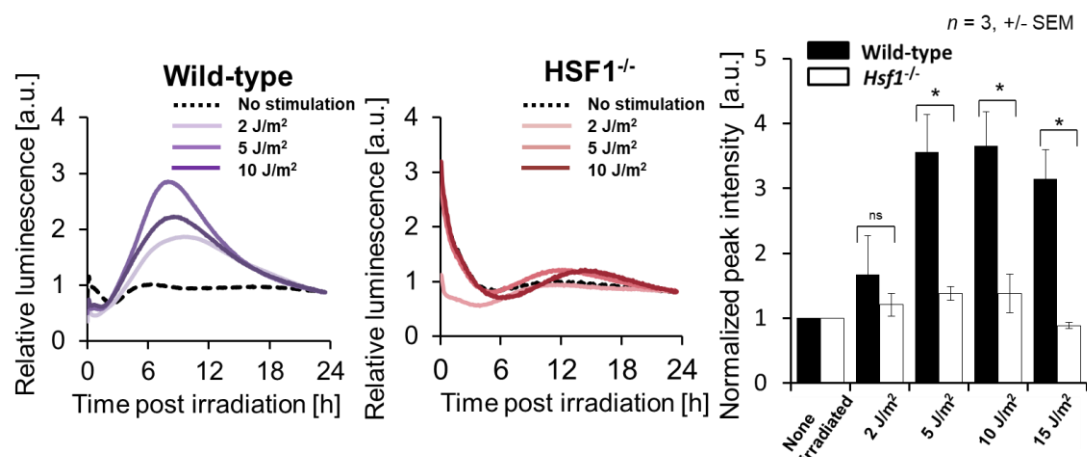 n = 3, +/- SEM
Wild-type
No stimulation
2 J/m²
5 J/m²
10 J/m²
Relative luminescence [a.u.]
4
3
2
1
0
0 6 12 18 24
Time post irradiation [h]
HSF1⁻/⁻
No stimulation
2 J/m²
5 J/m²
10 J/m²
Relative luminescence [a.u.]
4
3
2
1
0
0 6 12 18 24
Time post irradiation [h]
Wild-type
Hsf1⁻/⁻
Normalized peak intensity [a.u.]
5
4
3
2
1
0
ns
*
*
*
None
irradiated
2 J/m²
5 J/m²
10 J/m²
15 J/m²